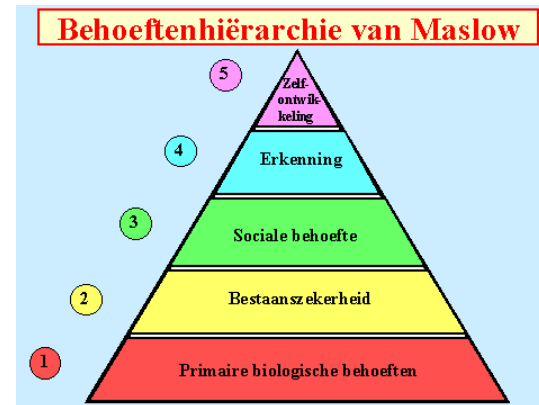 Behoeftenhiërarchie van Maslow
5
Zelf-
ontwik-
keling
4
Erkenning
3
Sociale behoefte
2
Bestaanszekerheid
1
Primaire biologische behoeften